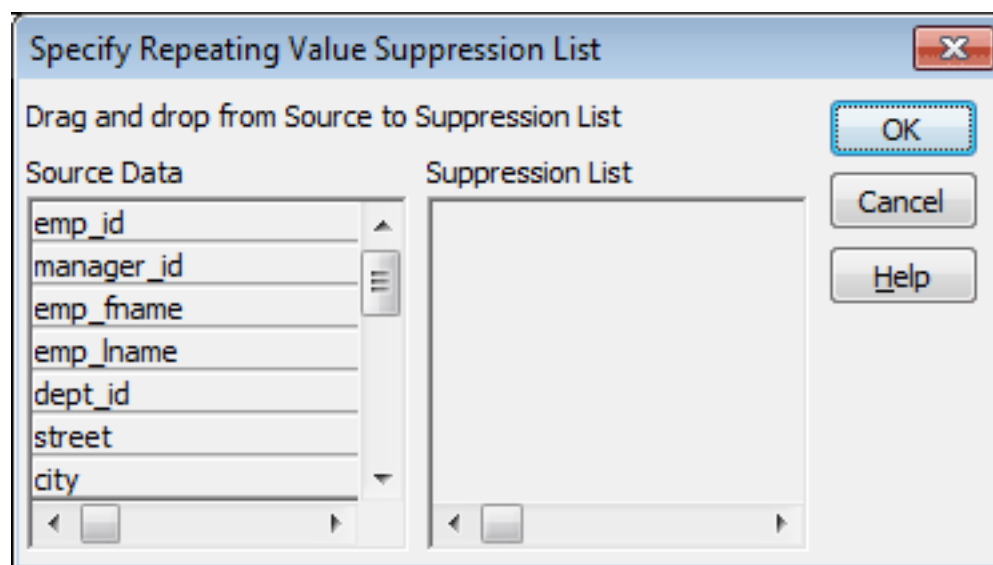 Specify Repeating Value Suppression List
Drag and drop from Source to Suppression List
OK
Source Data
Suppression List
Cancel
emp_id
manager_id
Help
emp_fname
emp_lname
dept_id
street
city